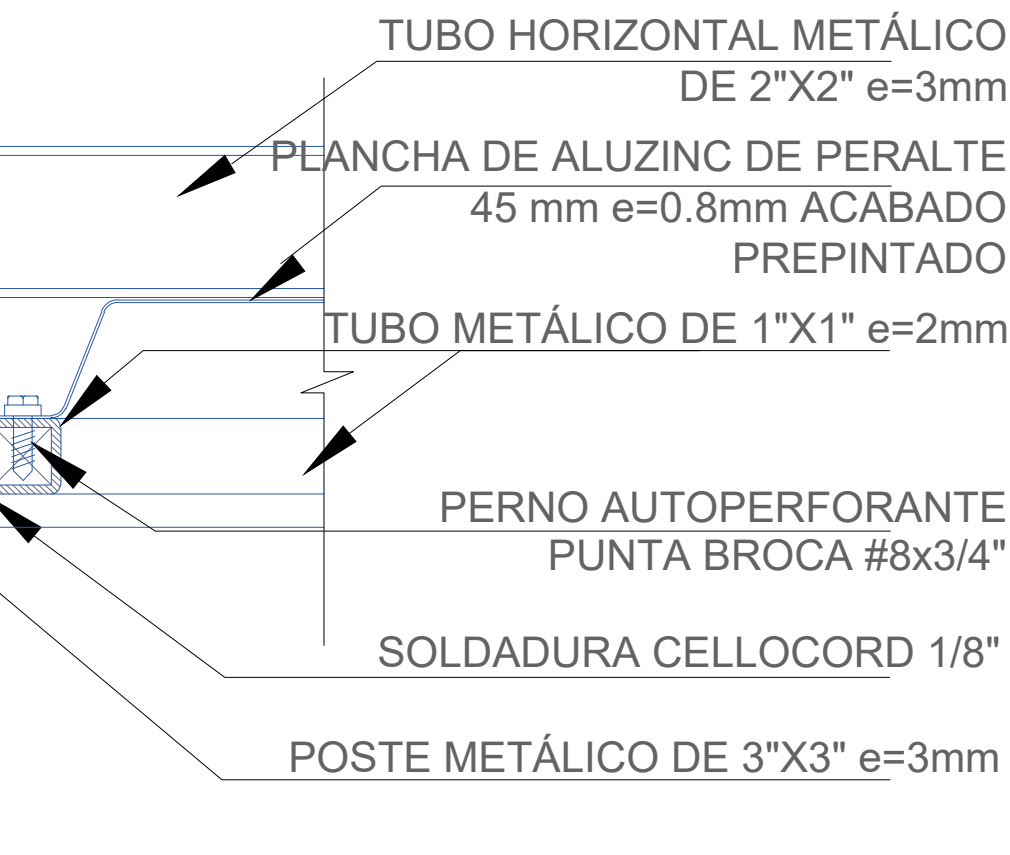 TUBO HORIZONTAL METÁLICO
DE 2"X2" e=3mm
PLANCHA DE ALUZINC DE PERALTE
45 mm e=0.8mm ACABADO
PREPINTADO
TUBO METÁLICO DE 1"X1" e=2mm
PERNO AUTOPERFORANTE
PUNTA BROCA #8x3/4"
SOLDADURA CELLOCORD 1/8"
POSTE METÁLICO DE 3"X3" e=3mm